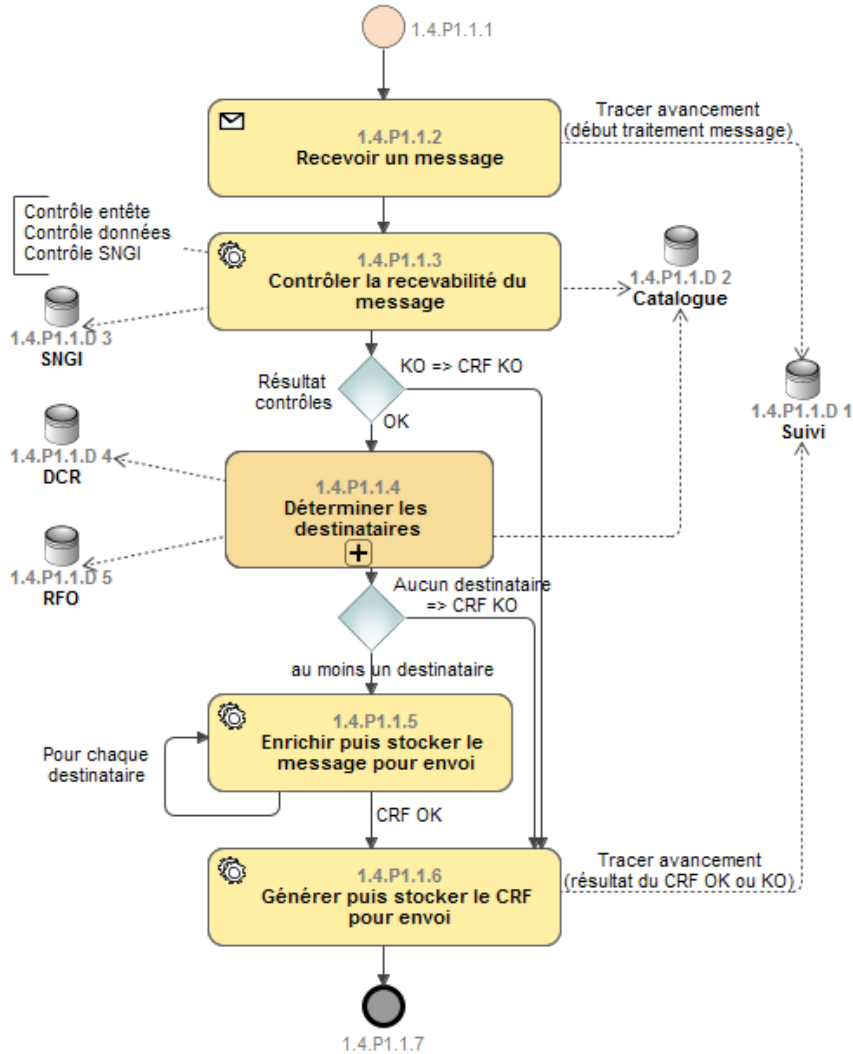 1.4.P1.1.1
1.4.P1.1.2
Recevoir un message
Tracer avancement
(début traitement message)
Contrôle entête
Contrôle données
Contrôle SNGI
1.4.P1.1.3
Contrôler la recevabilité du
message
1.4.P1.1.D 2
Catalogue
1.4.P1.1.D 3
SNGI
Résultat
contrôles
KO => CRF KO
OK
1.4.P1.1.D 1
Suivi
1.4.P1.1.D 4
DCR
1.4.P1.1.4
Déterminer les
destinataires
1.4.P1.1.D 5
RFO
Aucun destinataire
=> CRF KO
au moins un destinataire
1.4.P1.1.5
Enrichir puis stocker le
message pour envoi
Pour chaque
destinataire
CRF OK
1.4.P1.1.6
Générer puis stocker le CRF
pour envoi
Tracer avancement
(résultat du CRF OK ou KO)
1.4.P1.1.7